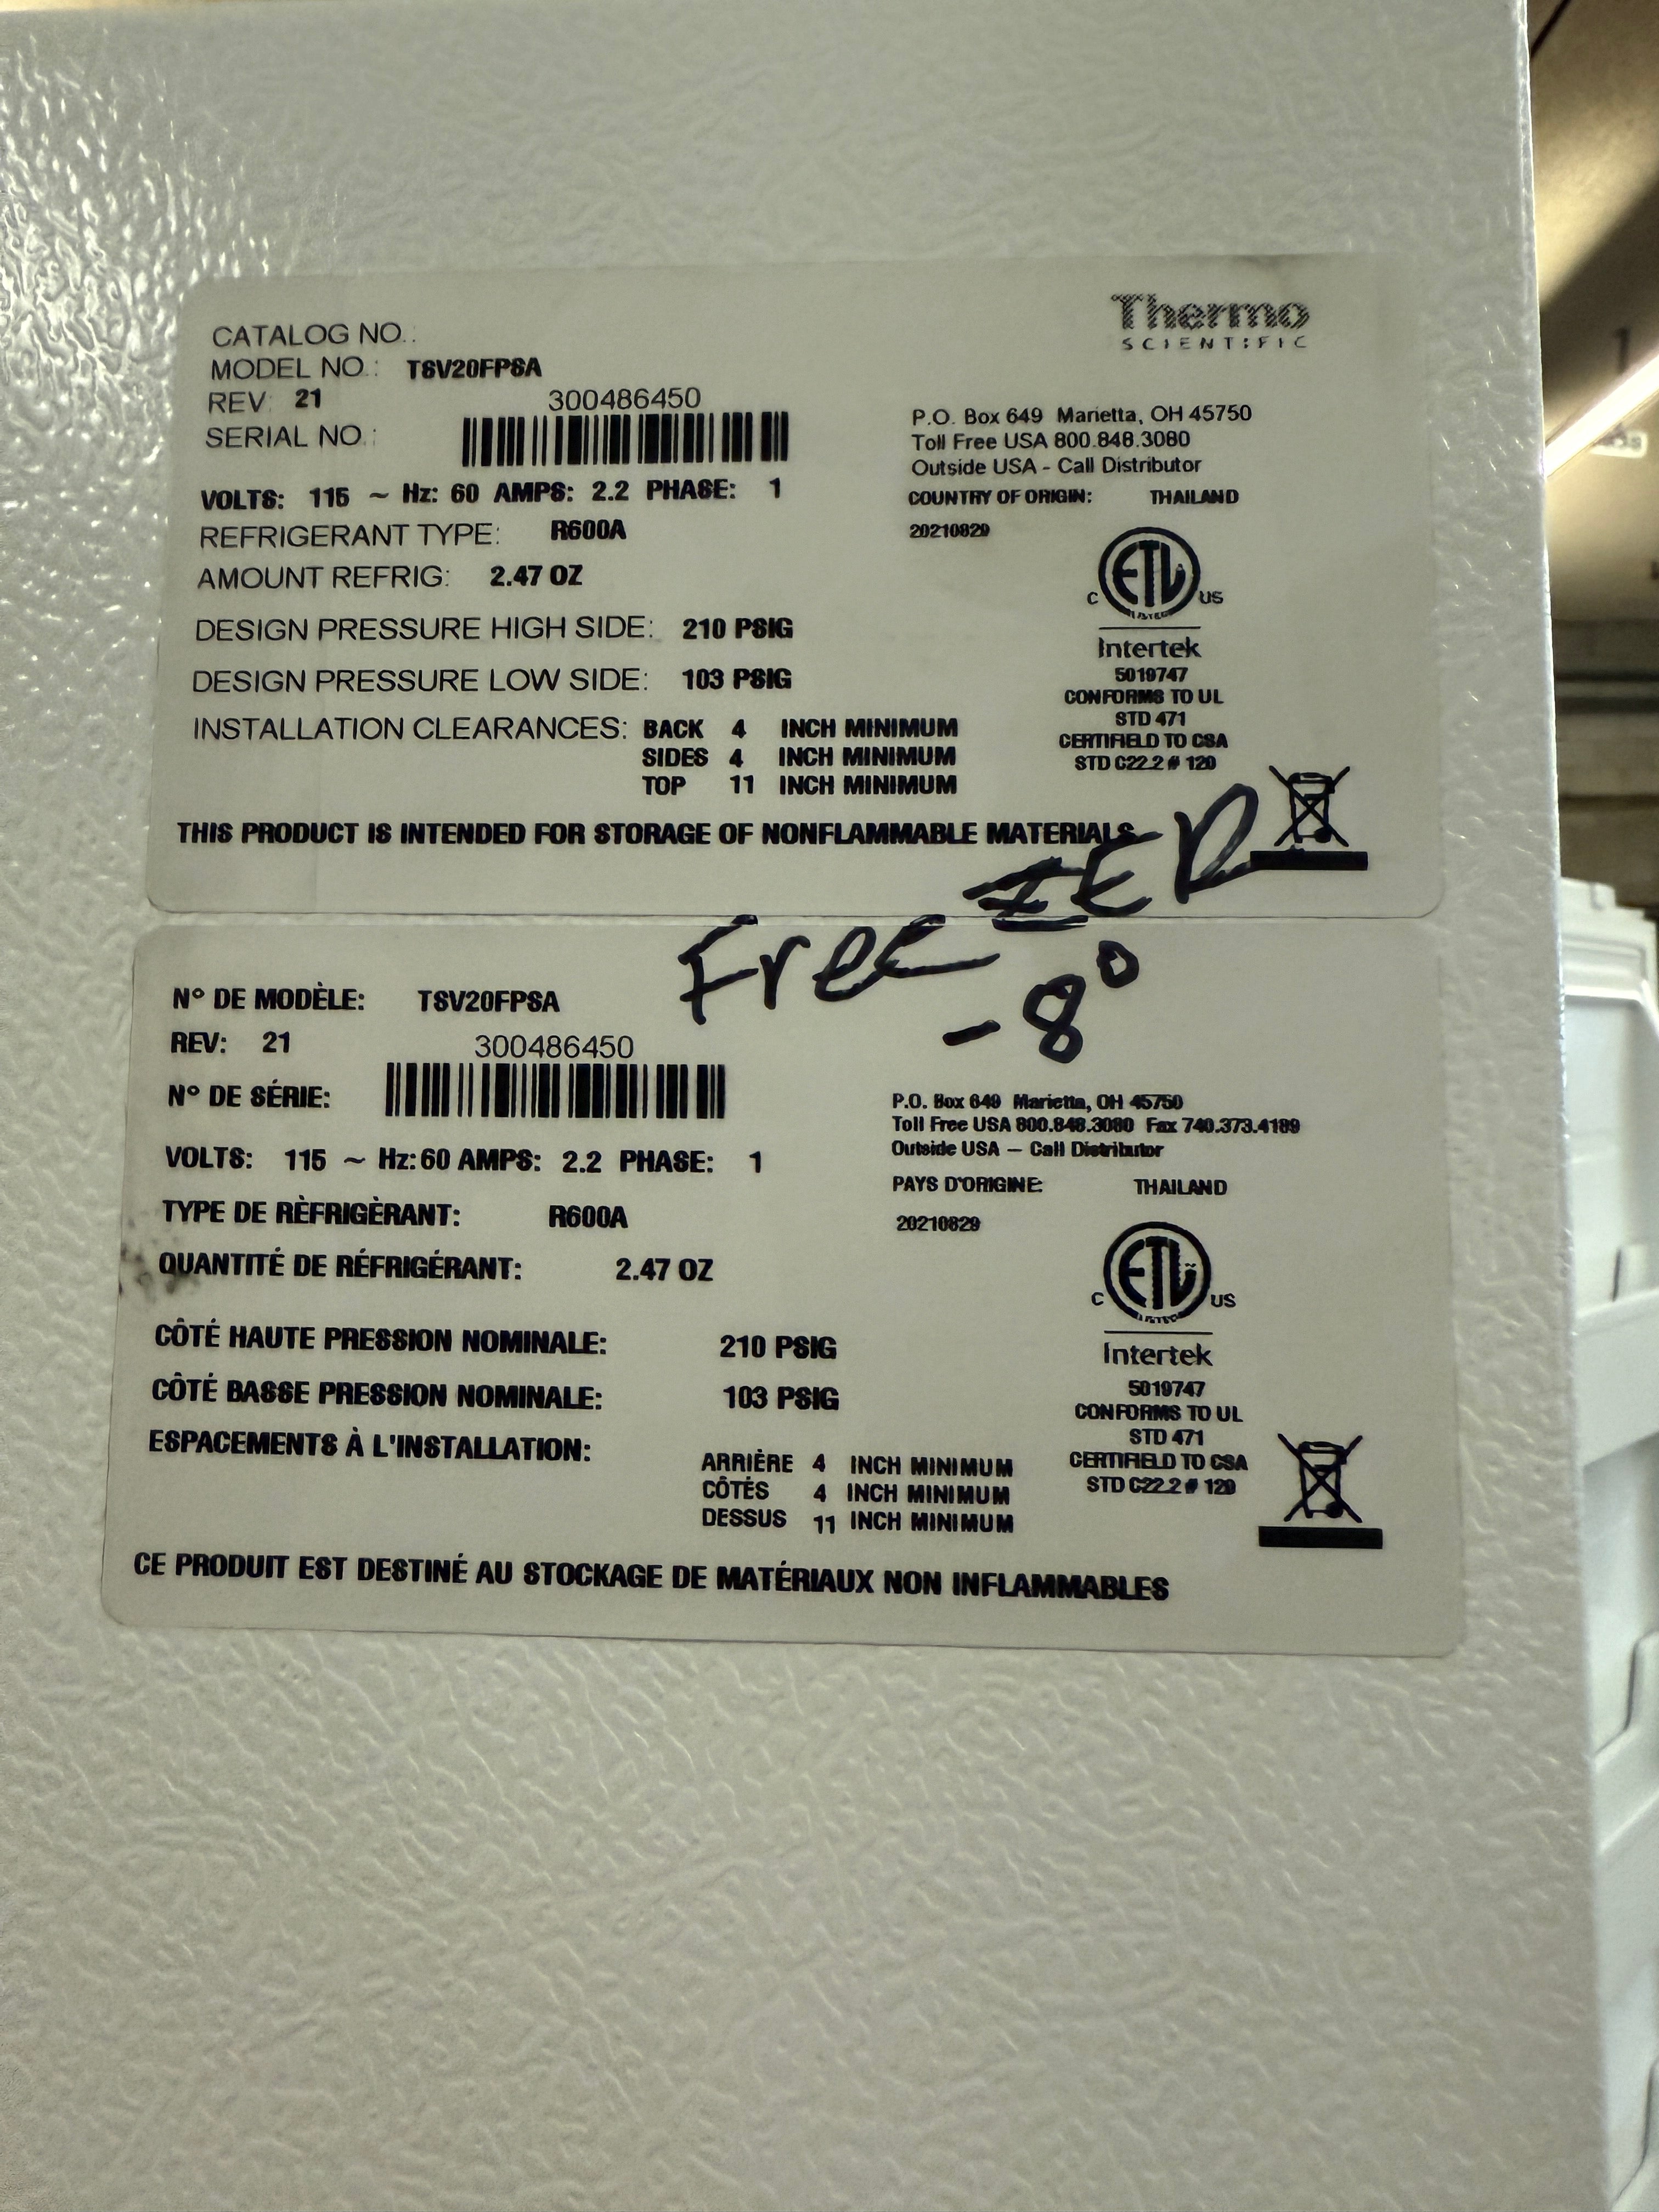 Thermo
SCIENTIFIC
CATALOG NO.:
MODEL NO.: TSV20FPSA
REV: 21
300486450
SERIAL NO.:
VOLTS: 115 ~ Hz: 60 AMPS: 2.2 PHASE: 1
REFRIGERANT TYPE: R600A
AMOUNT REFRIG: 2.47 OZ
DESIGN PRESSURE HIGH SIDE: 210 PSIG
DESIGN PRESSURE LOW SIDE: 103 PSIG
INSTALLATION CLEARANCES: BACK 4 INCH MINIMUM
SIDES 4 INCH MINIMUM
TOP 11 INCH MINIMUM
P.O. Box 649 Marietta, OH 45750
Toll Free USA 800.848.3080
Outside USA - Call Distributor
COUNTRY OF ORIGIN: THAILAND
20210829
C ETL US
LISTED
Intertek
5019747
CONFORMS TO UL
STD 471
CERTIFIELD TO CSA
STD C22.2 # 120
THIS PRODUCT IS INTENDED FOR STORAGE OF NONFLAMMABLE MATERIALS
FreezER
-8°
N° DE MODÈLE: TSV20FPSA
REV: 21
300486450
N° DE SÉRIE:
VOLTS: 115 ~ Hz: 60 AMPS: 2.2 PHASE: 1
TYPE DE RÈFRIGÈRANT: R600A
QUANTITÉ DE RÉFRIGÉRANT: 2.47 OZ
CÔTÉ HAUTE PRESSION NOMINALE: 210 PSIG
CÔTÉ BASSE PRESSION NOMINALE: 103 PSIG
ESPACEMENTS À L'INSTALLATION:
ARRIÈRE 4 INCH MINIMUM
CÔTÉS 4 INCH MINIMUM
DESSUS 11 INCH MINIMUM
P.O. Box 649 Marietta, OH 45750
Toll Free USA 800.848.3080 Fax 740.373.4189
Outside USA – Call Distributor
PAYS D'ORIGINE: THAILAND
20210829
C ETL US
LISTED
Intertek
5019747
CONFORMS TO UL
STD 471
CERTIFIELD TO CSA
STD C22.2 # 120
CE PRODUIT EST DESTINÉ AU STOCKAGE DE MATÉRIAUX NON INFLAMMABLES